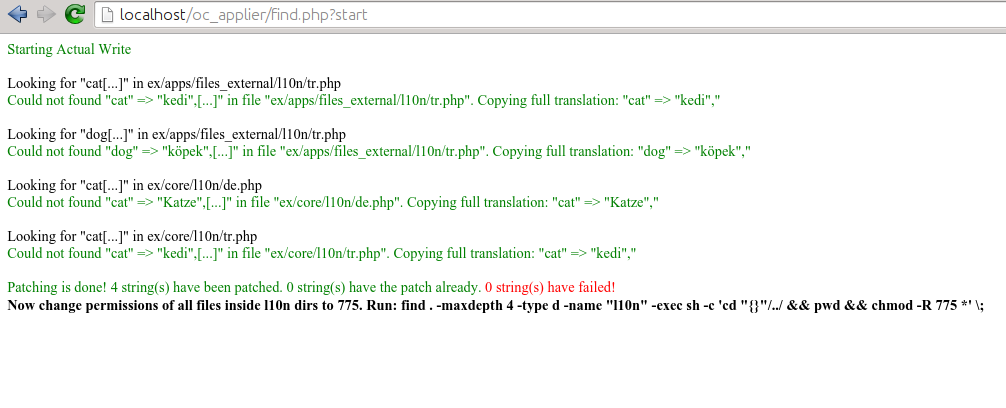 localhost/oc_applier/find.php?start
Starting Actual Write
Looking for "cat[...]" in ex/apps/files_external/l10n/tr.php
Could not found "cat" => "kedi",[...]" in file "ex/apps/files_external/l10n/tr.php". Copying full translation: "cat" => "kedi","
Looking for "dog[...]" in ex/apps/files_external/l10n/tr.php
Could not found "dog" => "köpek",[...]" in file "ex/apps/files_external/l10n/tr.php". Copying full translation: "dog" => "köpek","
Looking for "cat[...]" in ex/core/l10n/de.php
Could not found "cat" => "Katze",[...]" in file "ex/core/l10n/de.php". Copying full translation: "cat" => "Katze","
Looking for "cat[...]" in ex/core/l10n/tr.php
Could not found "cat" => "kedi",[...]" in file "ex/core/l10n/tr.php". Copying full translation: "cat" => "kedi","
Patching is done! 4 string(s) have been patched. 0 string(s) have the patch already. 0 string(s) have failed!
Now change permissions of all files inside l10n dirs to 775. Run: find . -maxdepth 4 -type d -name "l10n" -exec sh -c 'cd "{}"/../ && pwd && chmod -R 775 *' \;